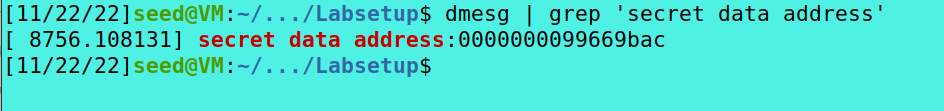 [11/22/22]seed@VM:~/.../Labsetup$ dmesg | grep 'secret data address'
[ 8756.108131] secret data address:0000000099669bac
[11/22/22]seed@VM:~/.../Labsetup$